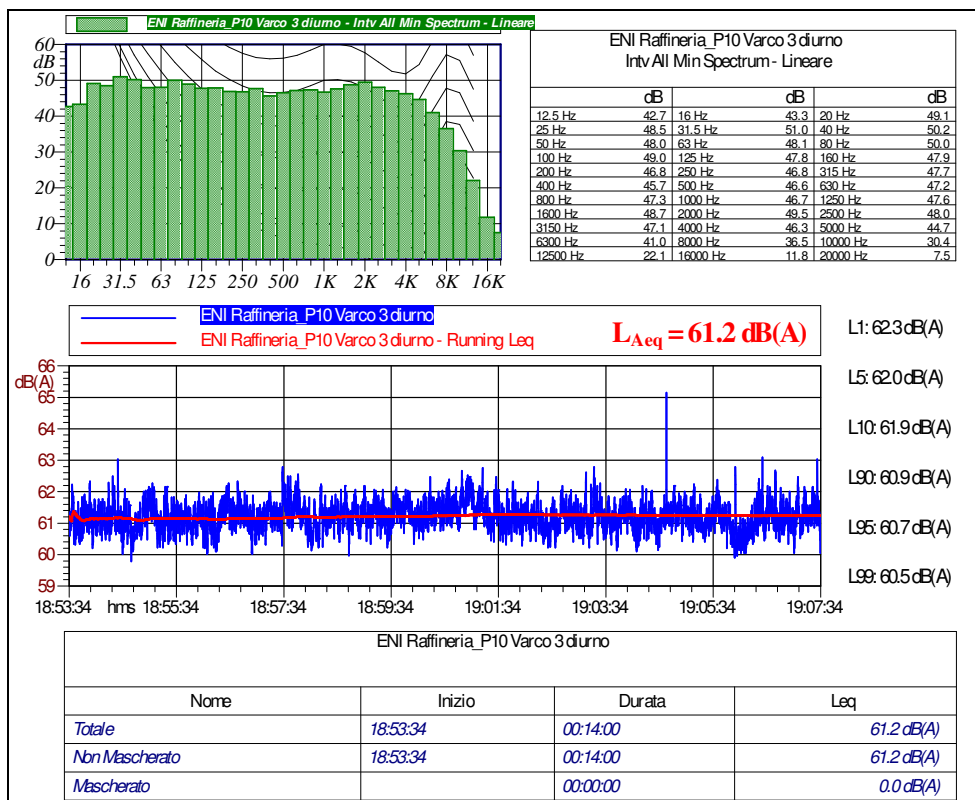 ENI Raffineria_P10 Varco 3 diurno - Intv All Min Spectrum - Lineare
60
dB
50
40
30
20
10
0
16 31.5 63 125 250 500 1K 2K 4K 8K 16K
ENI Raffineria_P10 Varco 3 diurno
Intv All Min Spectrum - Lineare
dB dB dB
12.5 Hz 42.7 16 Hz 43.3 20 Hz 49.1
25 Hz 48.5 31.5 Hz 51.0 40 Hz 50.2
50 Hz 48.0 63 Hz 48.1 80 Hz 50.0
100 Hz 49.0 125 Hz 47.8 160 Hz 47.9
200 Hz 46.8 250 Hz 46.8 315 Hz 47.7
400 Hz 45.7 500 Hz 46.6 630 Hz 47.2
800 Hz 47.3 1000 Hz 46.7 1250 Hz 47.6
1600 Hz 48.7 2000 Hz 49.5 2500 Hz 48.0
3150 Hz 47.1 4000 Hz 46.3 5000 Hz 44.7
6300 Hz 41.0 8000 Hz 36.5 10000 Hz 30.4
12500 Hz 22.1 16000 Hz 11.8 20000 Hz 7.5
ENI Raffineria_P10 Varco 3 diurno
ENI Raffineria_P10 Varco 3 diurno - Running Leq
LAeq = 61.2 dB(A)
L1: 62.3 dB(A)
L5: 62.0 dB(A)
L10: 61.9 dB(A)
L90: 60.9 dB(A)
L95: 60.7 dB(A)
L99: 60.5 dB(A)
66
dB(A)
65
64
63
62
61
60
59
18:53:34 hms 18:55:34 18:57:34 18:59:34 19:01:34 19:03:34 19:05:34 19:07:34
ENI Raffineria_P10 Varco 3 diurno
Nome Inizio Durata Leq
Totale 18:53:34 00:14:00 61.2 dB(A)
Non Mascherato 18:53:34 00:14:00 61.2 dB(A)
Mascherato 00:00:00 0.0 dB(A)